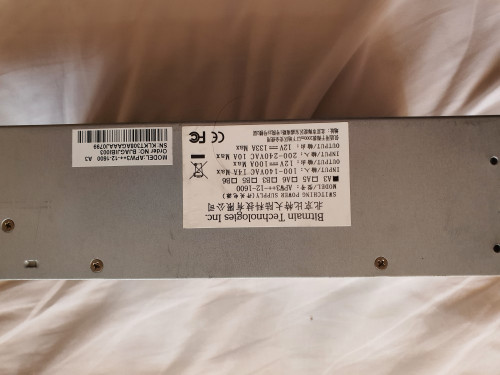 北京比特大陆科技有限公司
Bitmain Technologies Inc.
SWITCHING POWER SUPPLY(开关电源)
MODEL/型号: APW3++-12-1600
■A3 □A5 □A6 □B3 □B5 □B6
INPUT/输入: 100-140VAC 14A Max
OUTPUT/输出: 12V⎓100A Max
INPUT/输入: 200-240VAC 10A Max
OUTPUT/输出: 12V⎓133A Max
CE FC
MODEL:APW3++-12-1600 A3